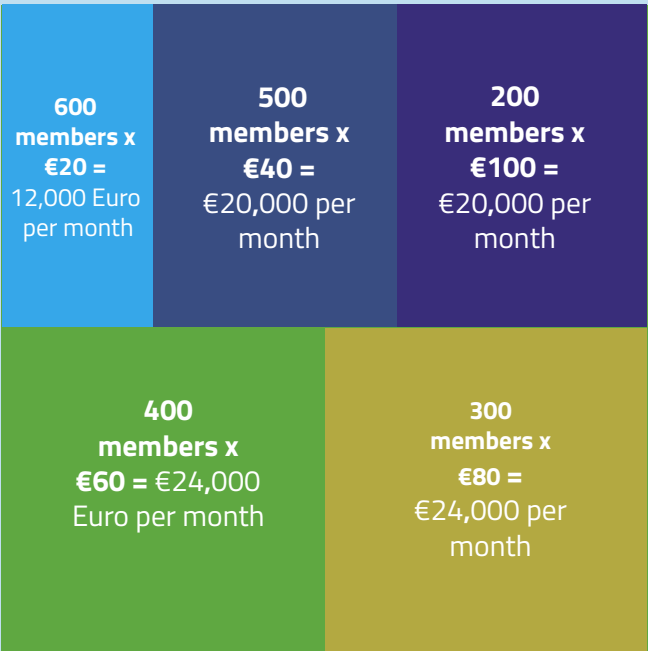 600
members x
€20 =
12,000 Euro
per month
500
members x
€40 =
€20,000 per
month
200
members x
€100 =
€20,000 per
month
400
members x
€60 = €24,000
Euro per month
300
members x
€80 =
€24,000 per
month